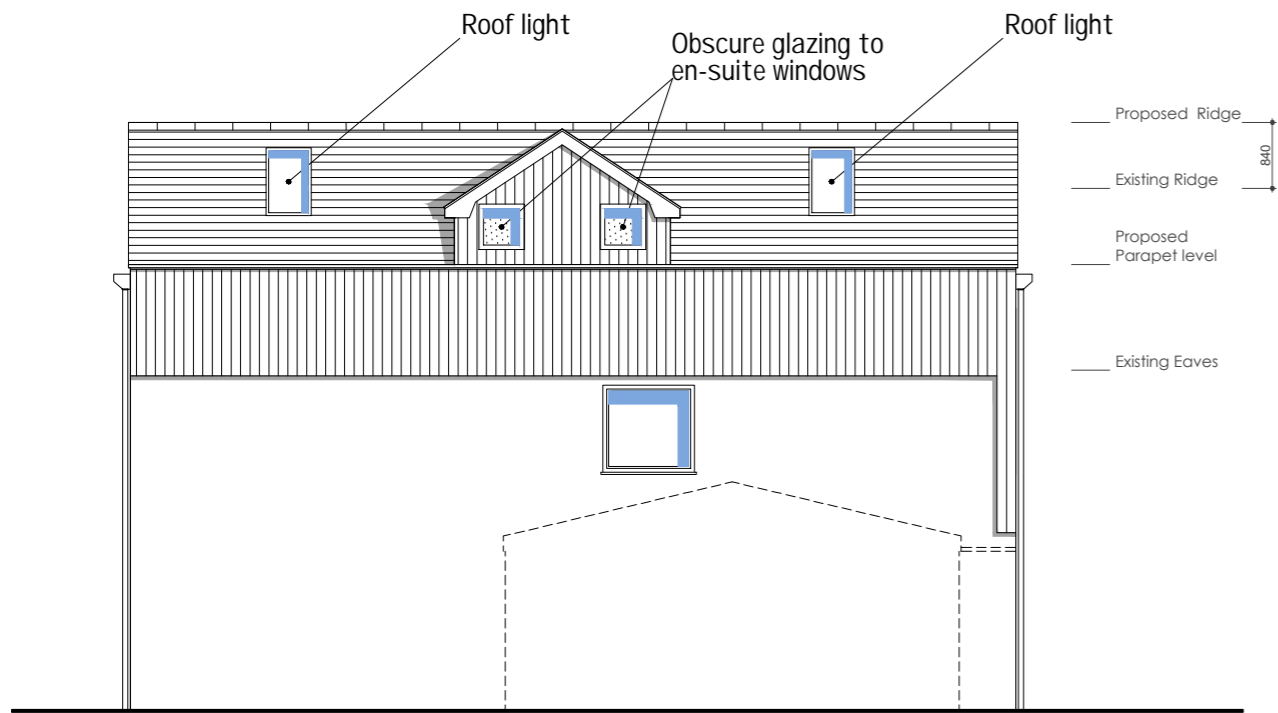 Roof light
Obscure glazing to
en-suite windows
Roof light
Proposed Ridge
840
Existing Ridge
Proposed
Parapet level
Existing Eaves